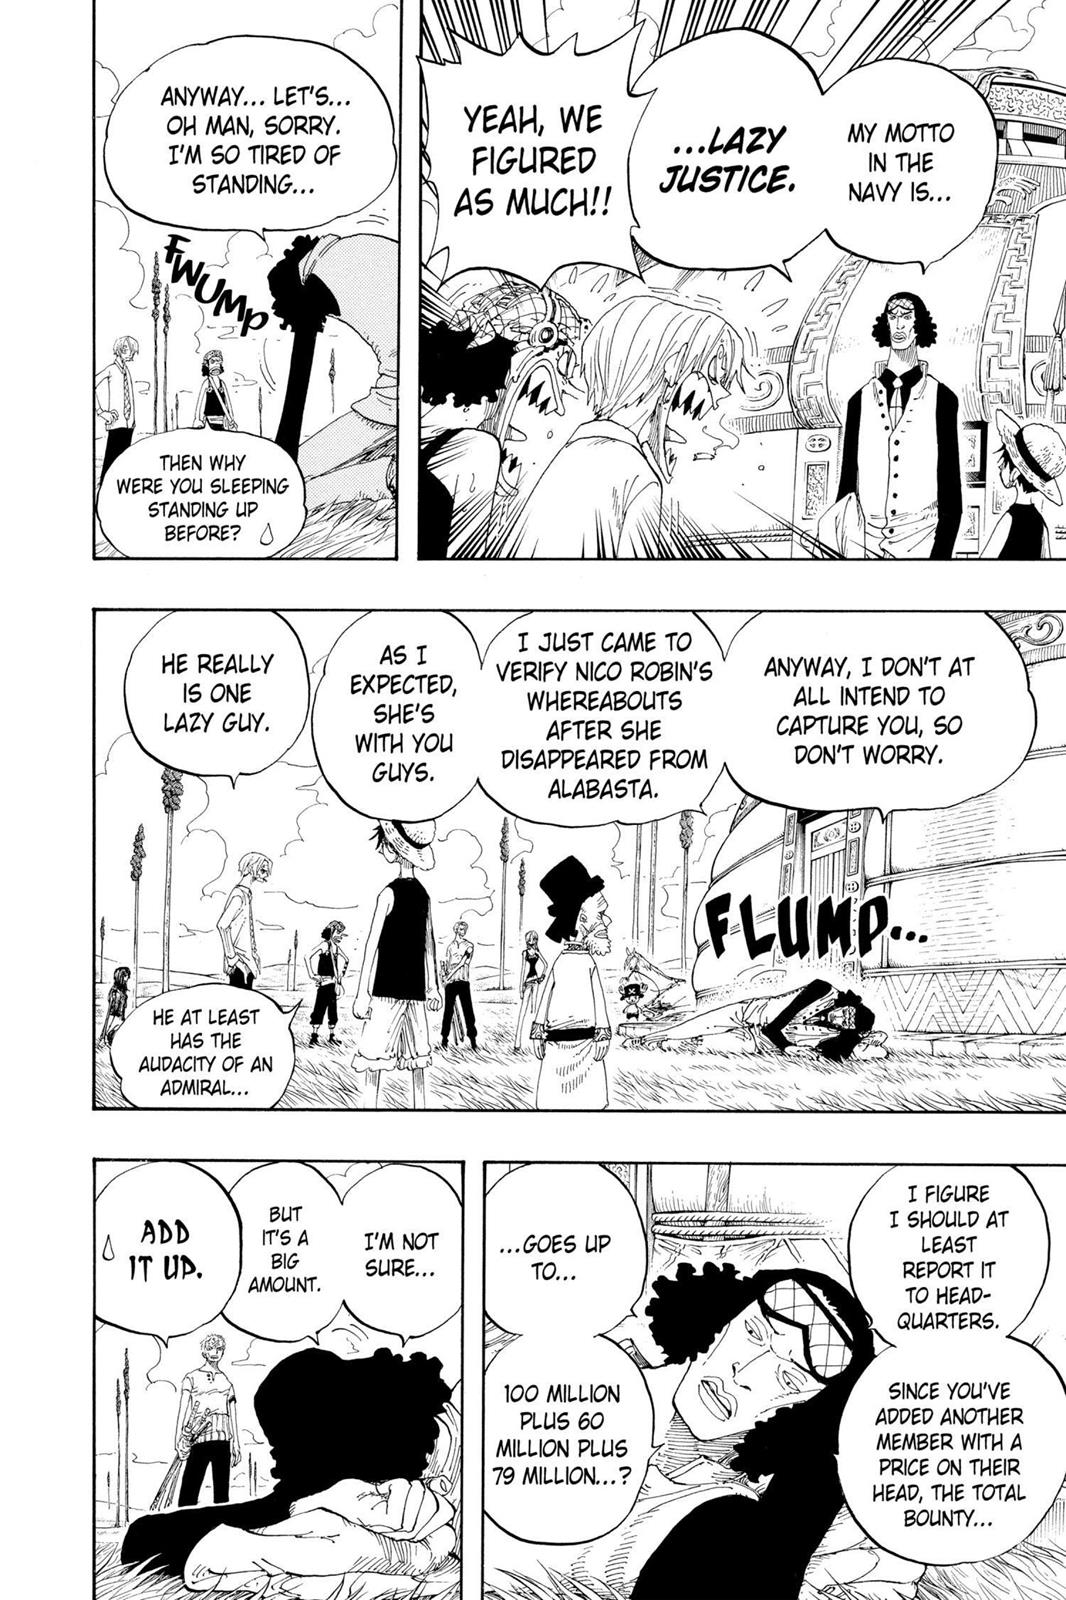 MY MOTTO
IN THE
NAVY IS...
...LAZY
JUSTICE.
YEAH, WE
FIGURED
AS MUCH!!
ANYWAY... LET'S...
OH MAN, SORRY.
I'M SO TIRED OF
STANDING...
FWUMP
THEN WHY
WERE YOU SLEEPING
STANDING UP
BEFORE?
ANYWAY, I DON'T AT
ALL INTEND TO
CAPTURE YOU, SO
DON'T WORRY.
I JUST CAME TO
VERIFY NICO ROBIN'S
WHEREABOUTS
AFTER SHE
DISAPPEARED FROM
ALABASTA.
AS I
EXPECTED,
SHE'S
WITH YOU
GUYS.
HE REALLY
IS ONE
LAZY GUY.
FLUMP...
HE AT LEAST
HAS THE
AUDACITY OF AN
ADMIRAL...
I FIGURE
I SHOULD AT
LEAST
REPORT IT
TO HEAD-
QUARTERS.
SINCE YOU'VE
ADDED ANOTHER
MEMBER WITH A
PRICE ON THEIR
HEAD, THE TOTAL
BOUNTY...
...GOES UP
TO...
100 MILLION
PLUS 60
MILLION PLUS
79 MILLION...?
I'M NOT
SURE...
BUT
IT'S A
BIG
AMOUNT.
ADD
IT UP.